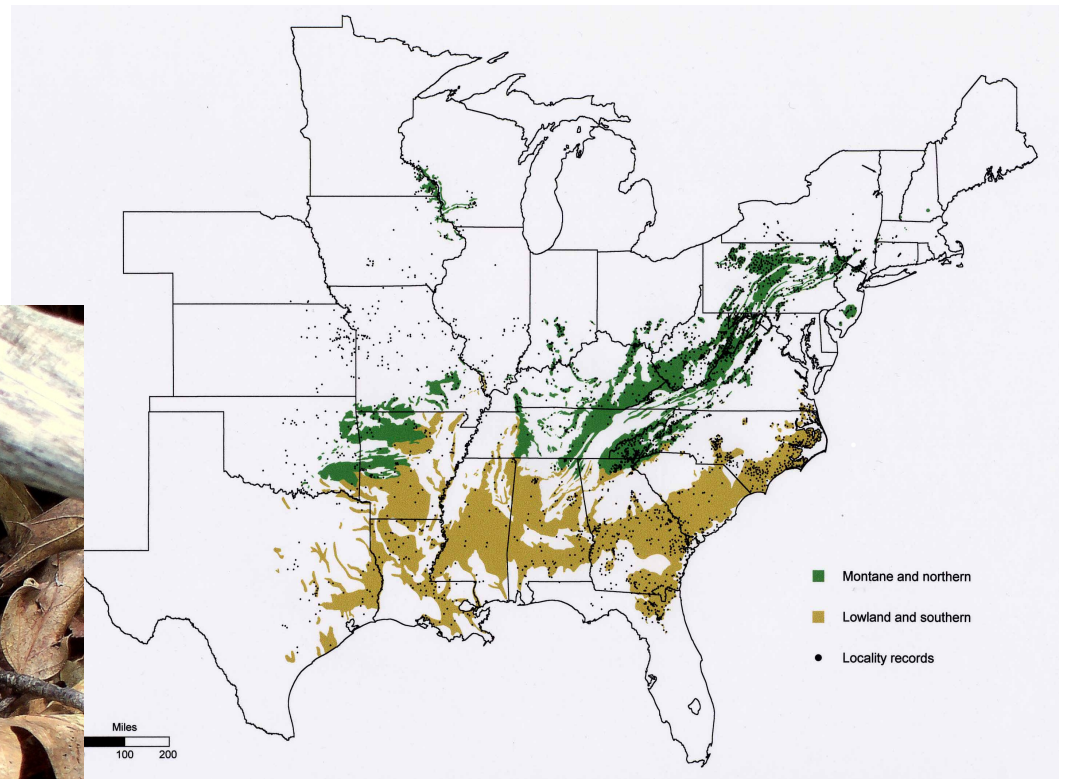 Montane and northern
Lowland and southern
Locality records
Miles
100 200